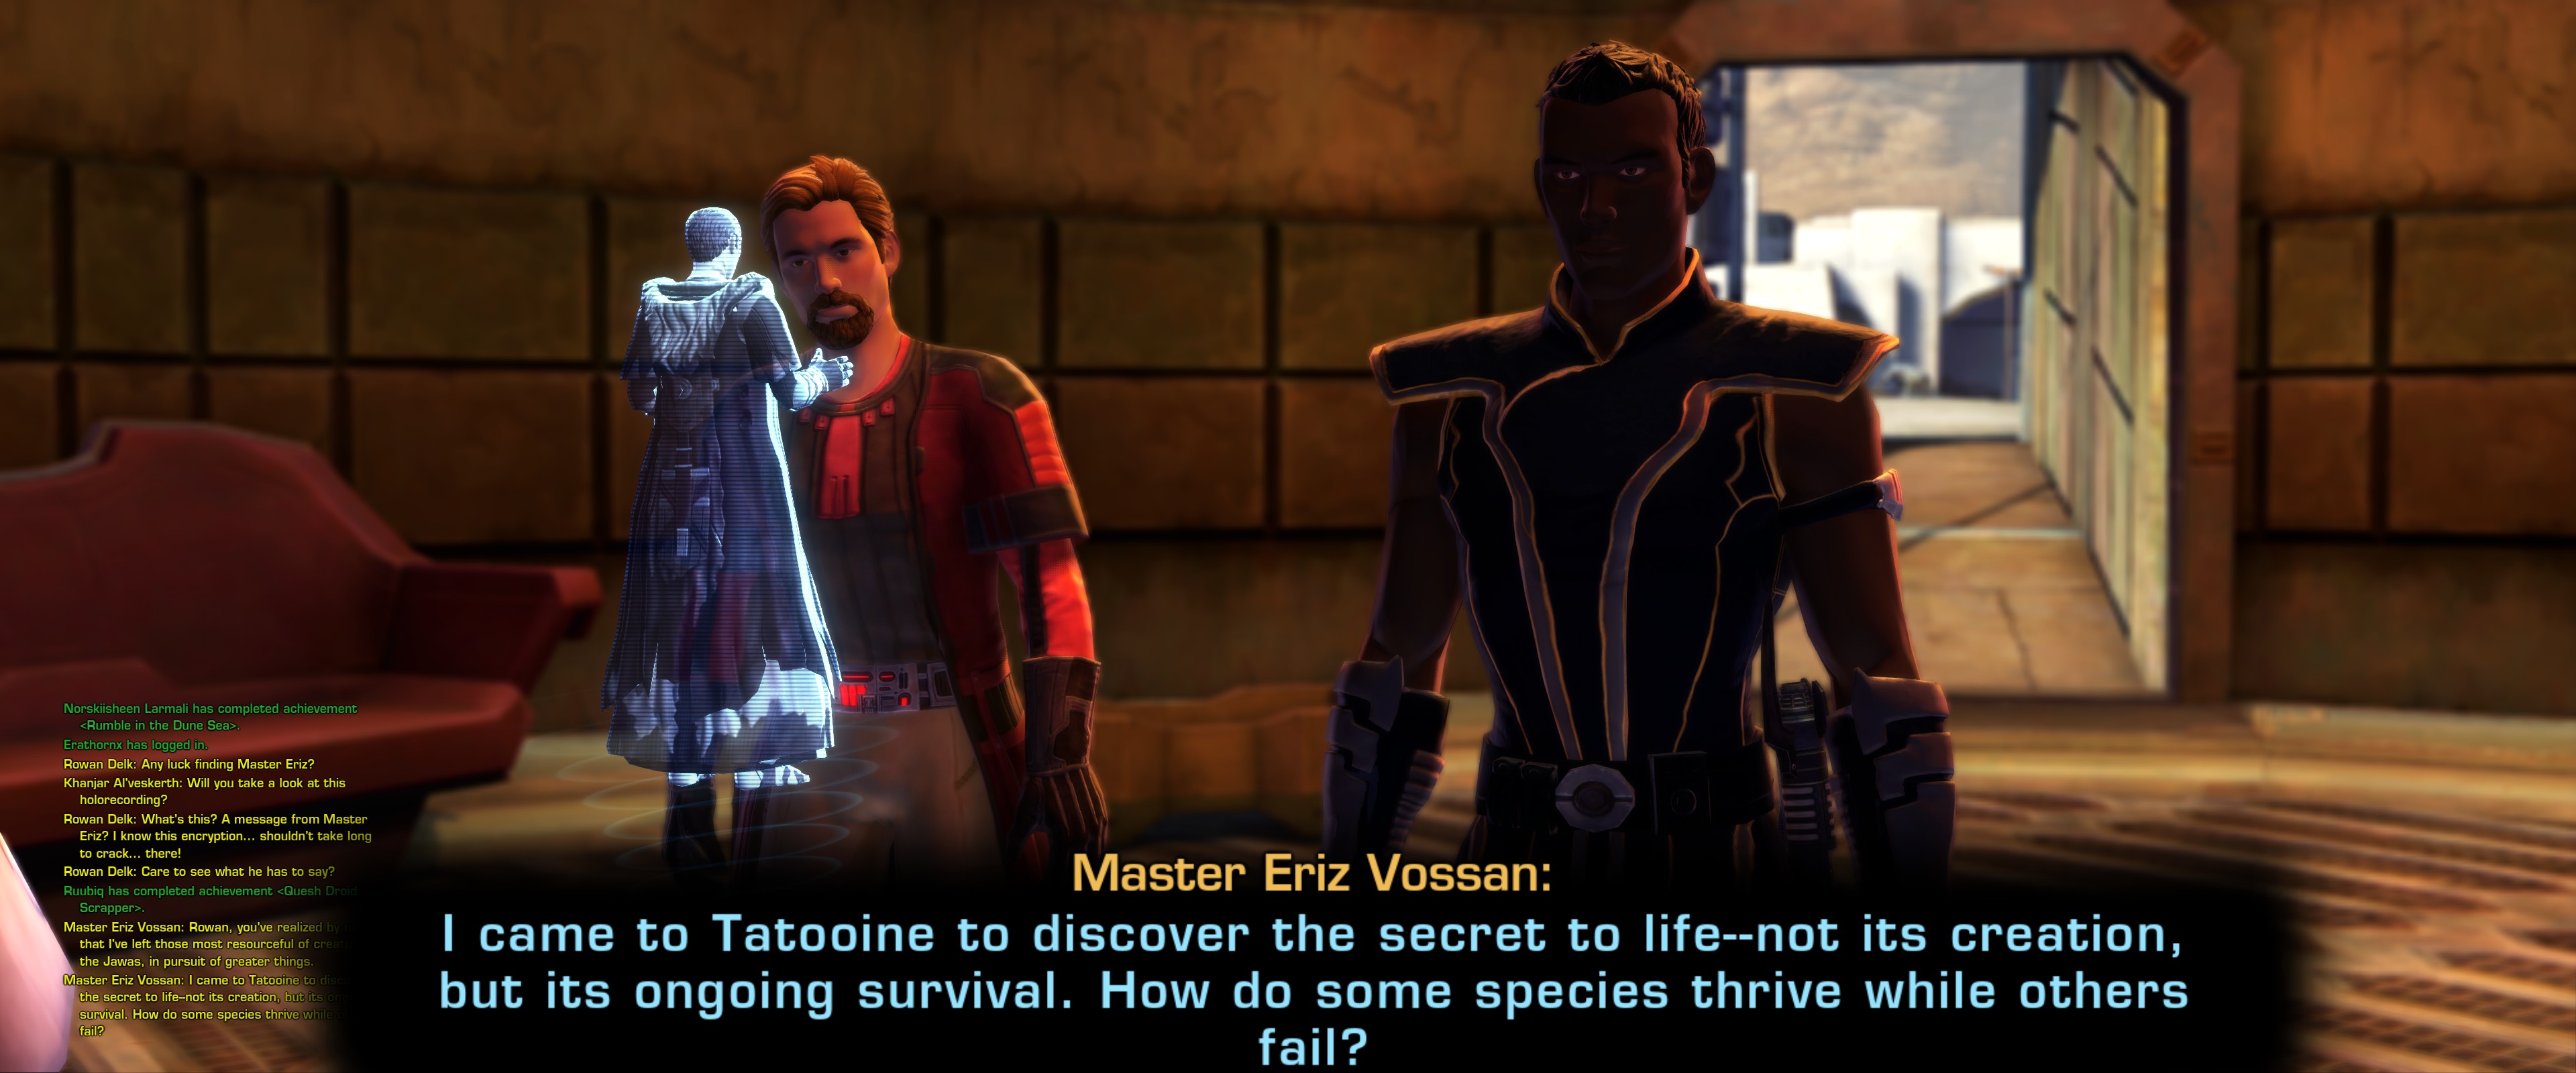 Norskiisheen Larmali has completed achievement
<Rumble in the Dune Sea>.
Erathornx has logged in.
Rowan Delk: Any luck finding Master Eriz?
Khanjar Al'veskerth: Will you take a look at this
holorecording?
Rowan Delk: What's this? A message from Master
Eriz? I know this encryption... shouldn't take long
to crack... there!
Rowan Delk: Care to see what he has to say?
Ruubiq has completed achievement <Quesh Droid
Scrapper>.
Master Eriz Vossan: Rowan, you've realized by
that I've left those most resourceful of
the Jawas, in pursuit of greater things.
Master Eriz Vossan: I came to Tatooine to
the secret to life--not its creation, but its
survival. How do some species thrive while
fail?
Master Eriz Vossan:
I came to Tatooine to discover the secret to life--not its creation,
but its ongoing survival. How do some species thrive while others
fail?